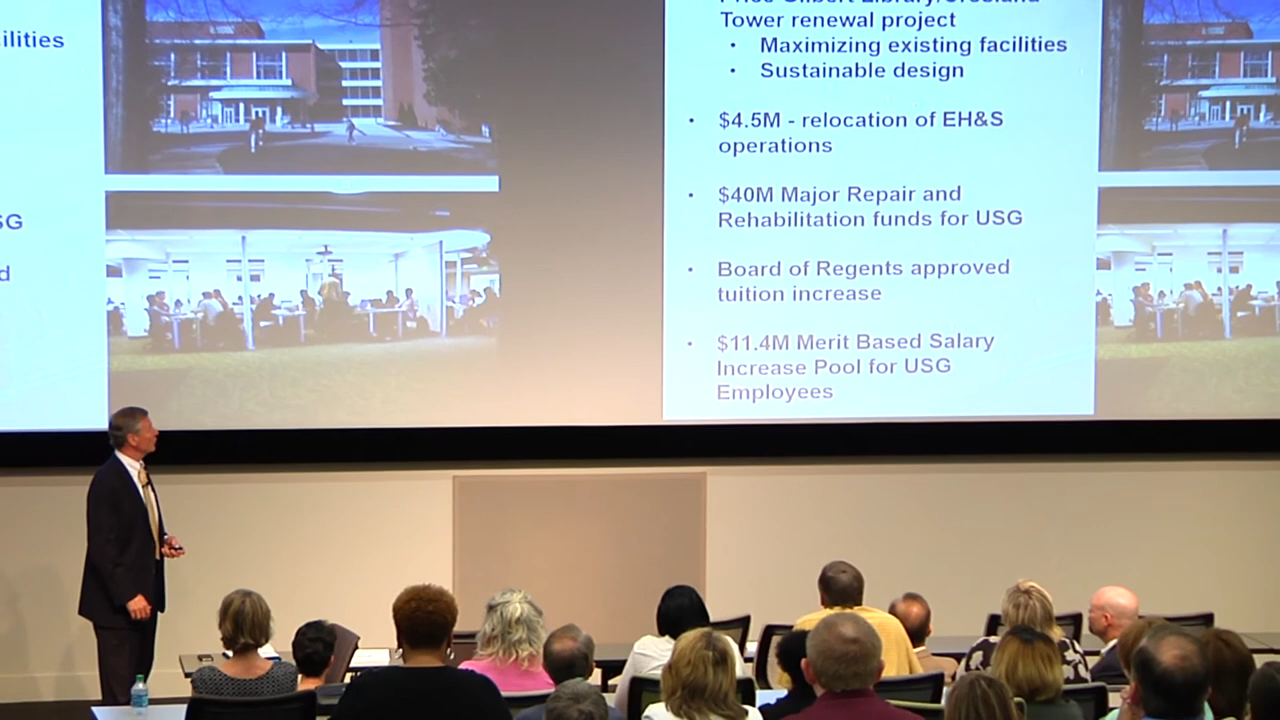 ilities
SG
d
Tower renewal project
• Maximizing existing facilities
• Sustainable design
• $4.5M - relocation of EH&S
operations
• $40M Major Repair and
Rehabilitation funds for USG
• Board of Regents approved
tuition increase
• $11.4M Merit Based Salary
Increase Pool for USG
Employees